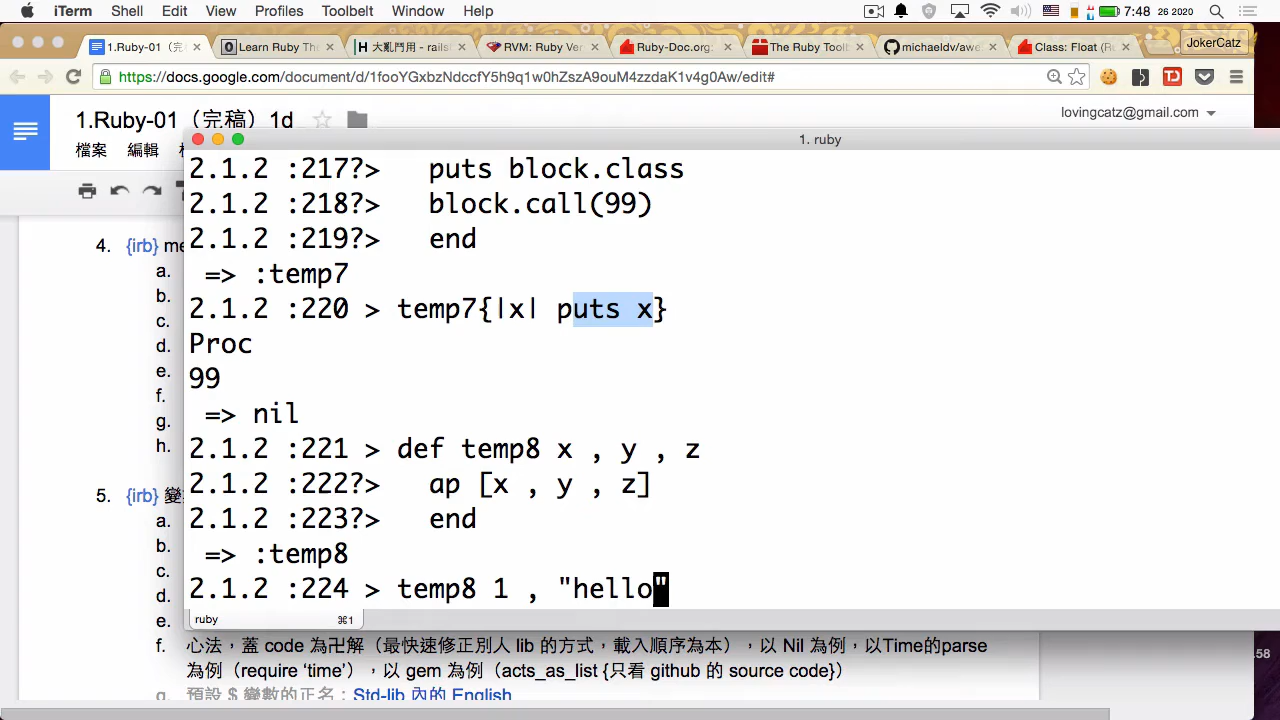 iTerm Shell Edit View Profiles Toolbelt Window Help 7:48 26 2020
1.Ruby-01（完 Learn Ruby The 大亂鬥用 - rails RVM: Ruby Ver Ruby-Doc.org The Ruby Toolb michaeldv/awe Class: Float (Ru JokerCatz
https://docs.google.com/document/d/1fooYGxbzNdscfY5h9q1w0hZszA9ouM4zzdaK1v4g0Aw/edit#
1.Ruby-01（完稿）1d
lovingcatz@gmail.com
檔案 編輯
1. ruby
2.1.2 :217?> puts block.class
2.1.2 :218?> block.call(99)
2.1.2 :219?> end
=> :temp7
2.1.2 :220 > temp7{|x| puts x}
Proc
99
=> nil
2.1.2 :221 > def temp8 x , y , z
2.1.2 :222?> ap [x , y , z]
2.1.2 :223?> end
=> :temp8
2.1.2 :224 > temp8 1 , "hello"
ruby ⌘1
4. {irb} me
a.
b.
c.
d.
e.
f.
g.
h.
5. {irb} 變
a.
b.
c.
d.
e.
f. 心法，蓋 code 為卍解（最快速修正別人 lib 的方式，載入順序為本），以 Nil 為例，以Time的parse
為例（require ‘time’），以 gem 為例（acts_as_list {只看 github 的 source code}）
g. 預設 $ 變數的正名：Std-lib 內的 English
.58